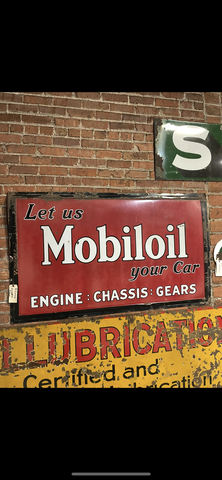 S
Let us
Mobiloil
your Car
ENGINE : CHASSIS : GEARS
LUBRICATION
Certified and